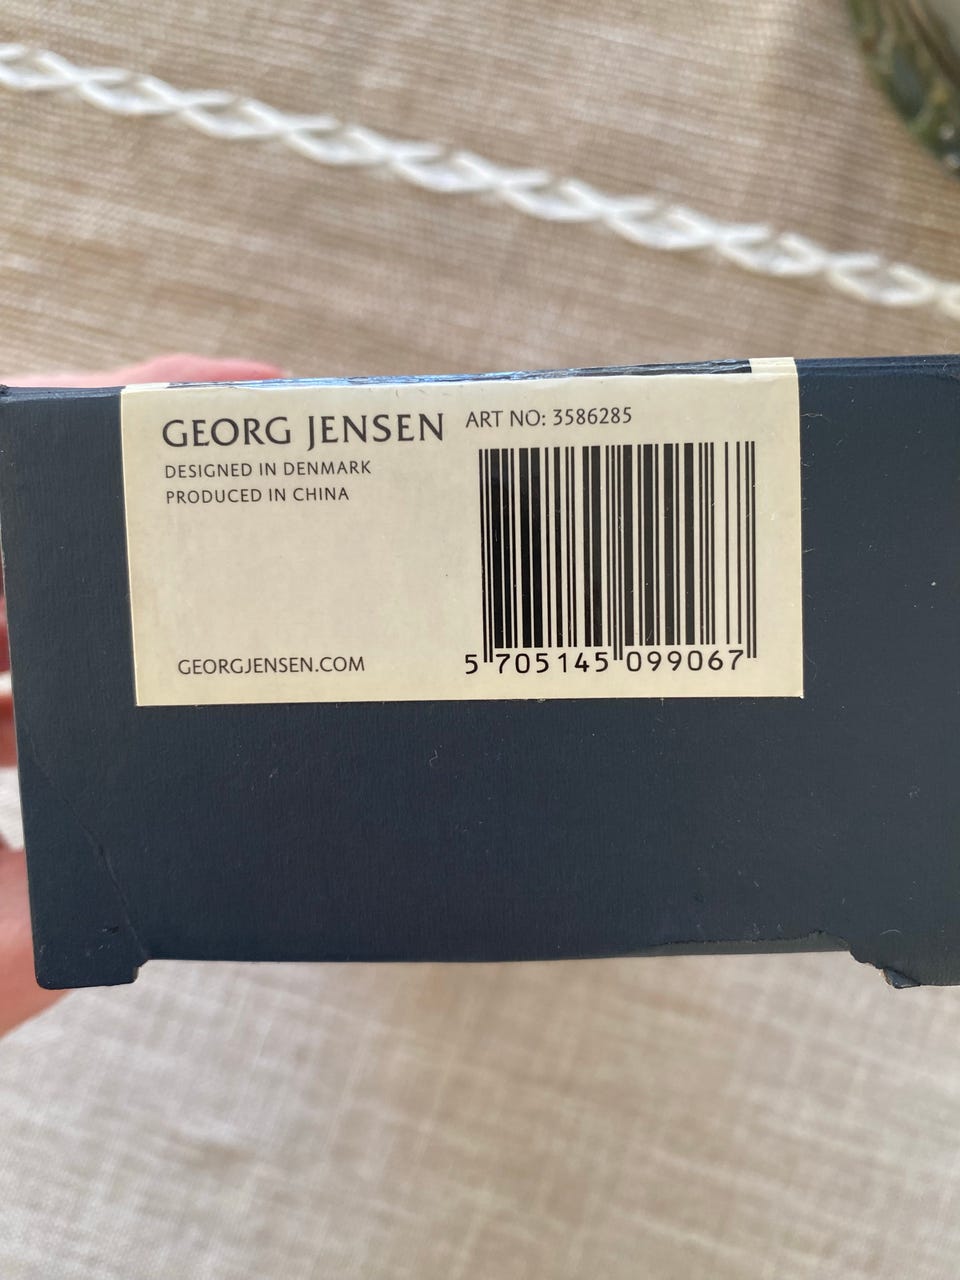 GEORG JENSEN
DESIGNED IN DENMARK
PRODUCED IN CHINA
GEORGJENSEN.COM
ART NO: 3586285
5 705145 099067